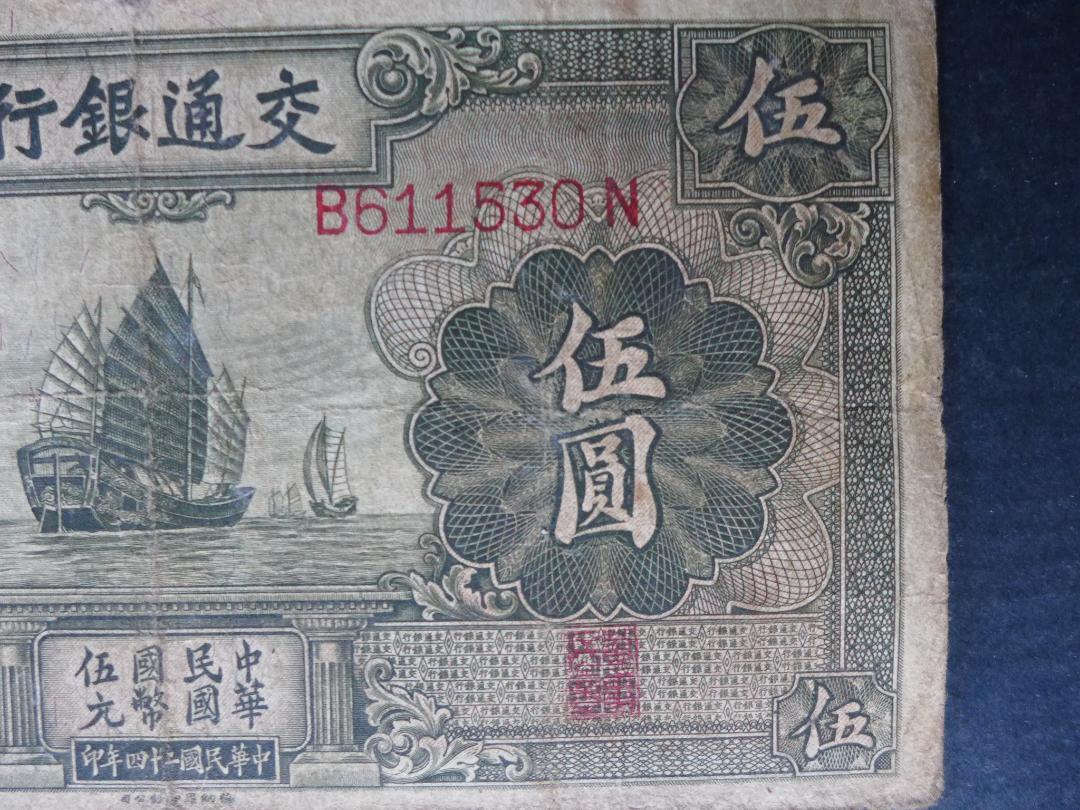 交通銀行
伍
B611530N
伍圓
中華
民國
國幣
伍元
伍
中華民國二十四年印